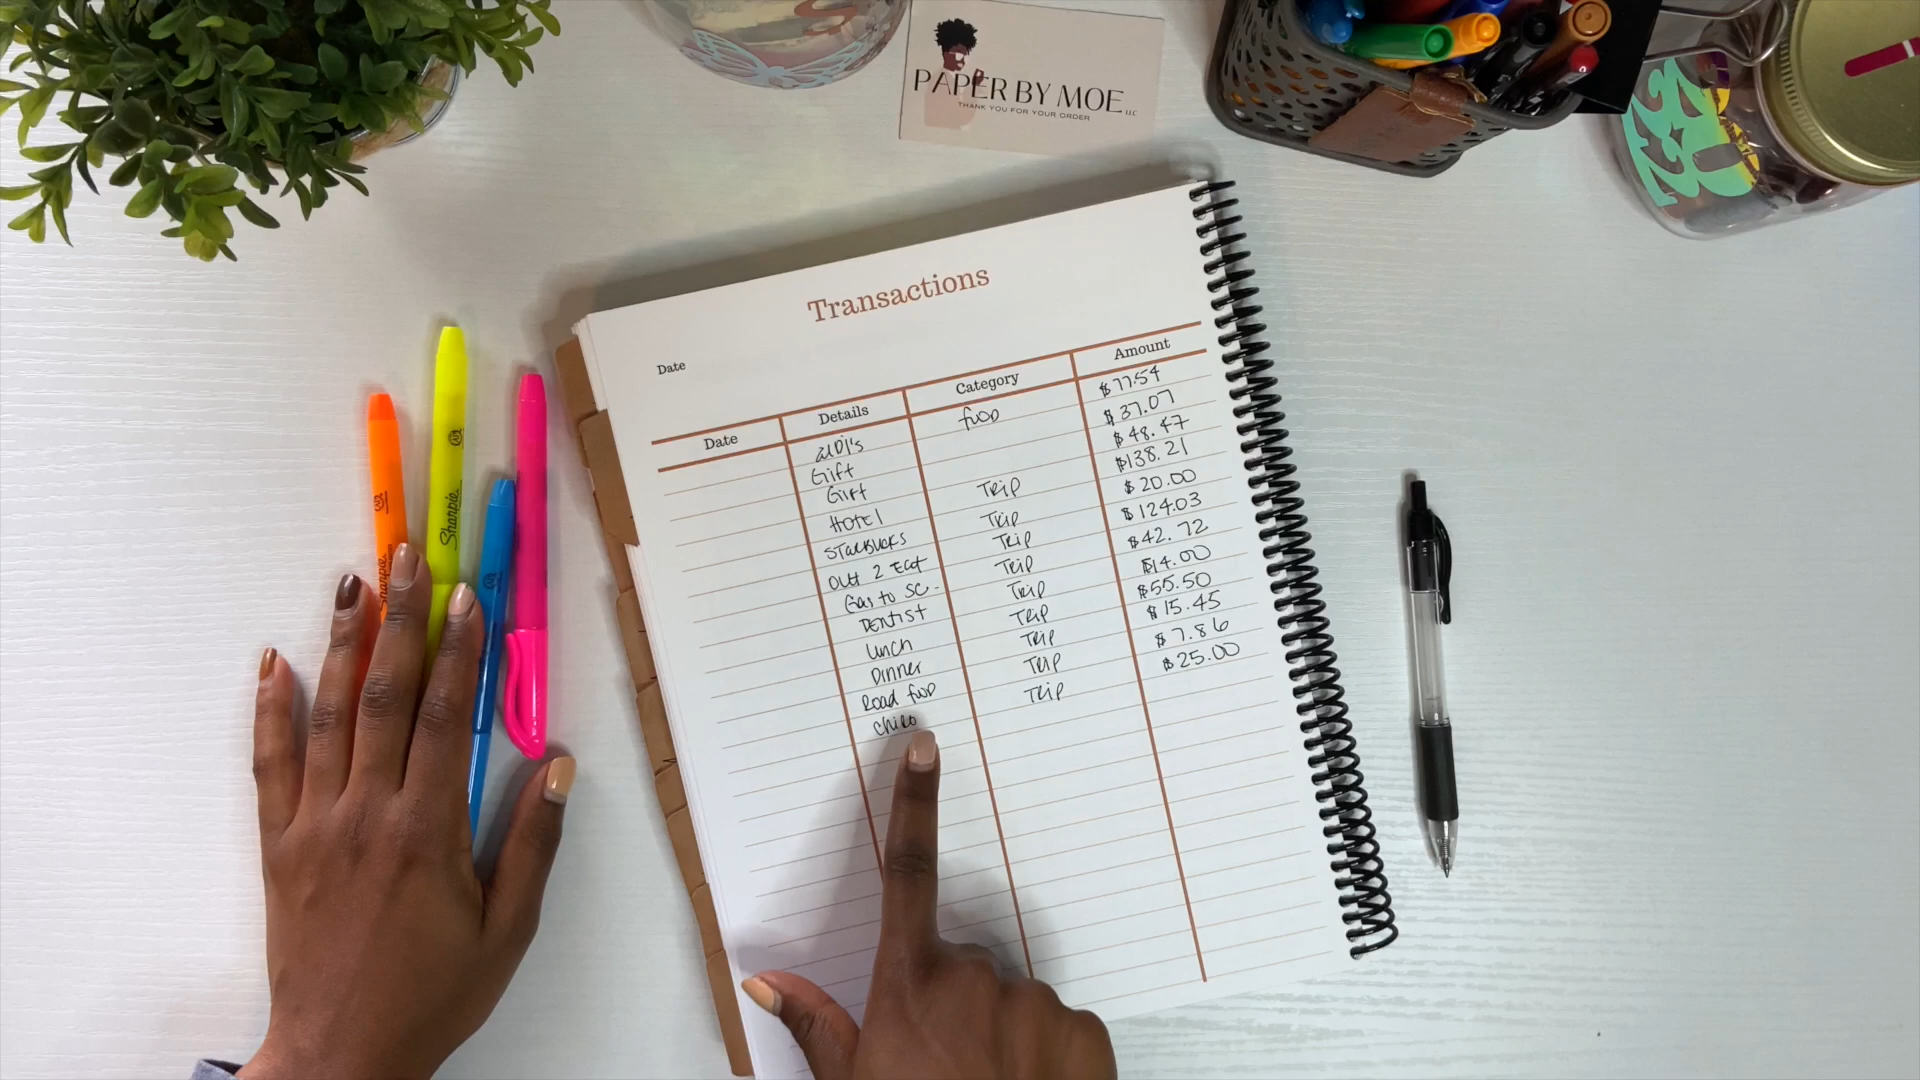 PAPER BY MOE LLC
THANK YOU FOR YOUR ORDER
Transactions
Date
Date Details Category Amount
aldi's food $77.54
Gift $37.07
Gift $48.47
Hotel Trip $138.21
Starbucks Trip $20.00
Out 2 Eat Trip $124.03
Gas to SC. Trip $42.72
Dentist Trip $14.00
Lunch Trip $55.50
Dinner Trip $15.45
Road food Trip $7.86
Chiro Trip $25.00
Sharpie
Sharpie